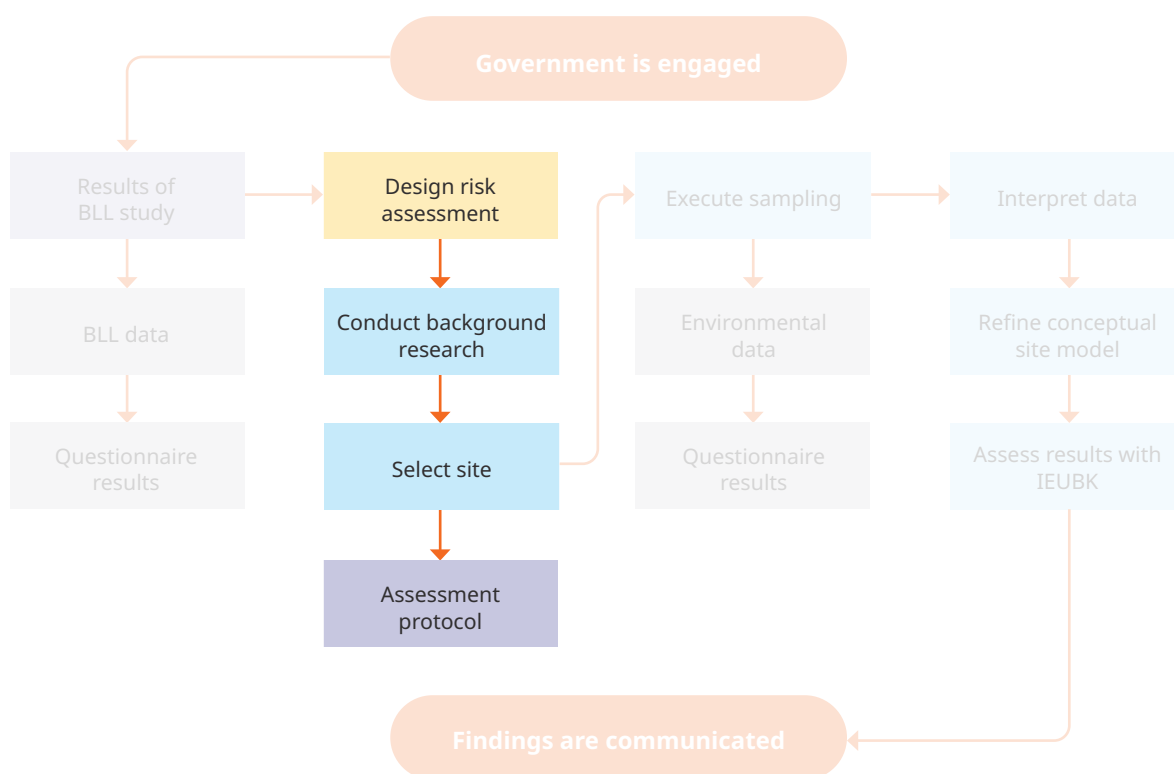 Government is engaged
Results of
BLL study
Design risk
assessment
Execute sampling
Interpret data
BLL data
Conduct background
research
Environmental
data
Refine conceptual
site model
Questionnaire
results
Select site
Questionnaire
results
Assess results with
IEUBK
Assessment
protocol
Findings are communicated